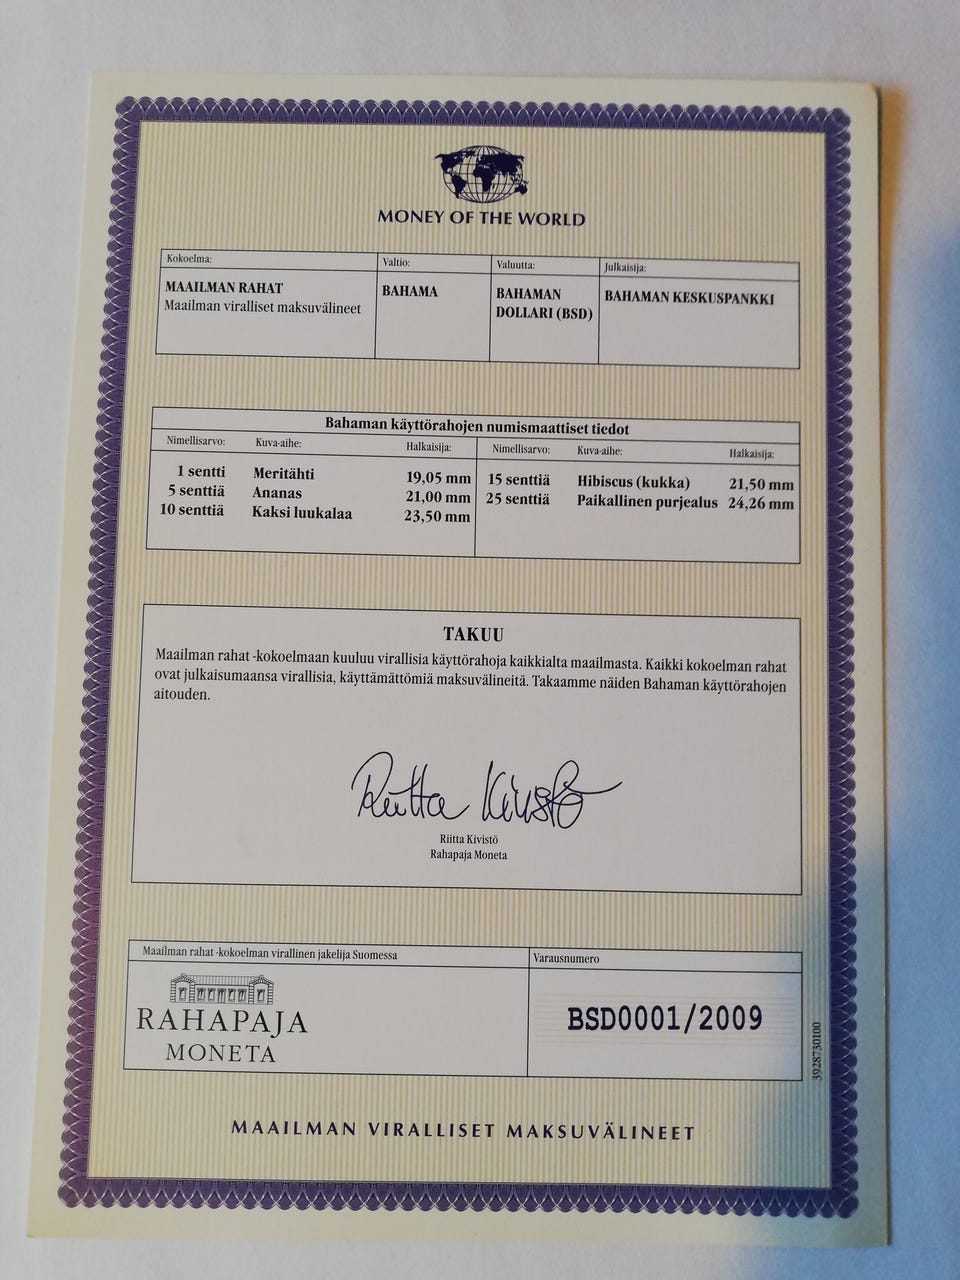 MONEY OF THE WORLD
Kokoelma: Valtio: Valuutta: Julkaisija:
MAAILMAN RAHAT BAHAMA BAHAMAN BAHAMAN KESKUSPANKKI
Maailman viralliset maksuvälineet DOLLARI (BSD)
Bahaman käyttörahojen numismaattiset tiedot
Nimellisarvo: Kuva-aihe: Halkaisija: Nimellisarvo: Kuva-aihe: Halkaisija:
1 sentti Meritähti 19,05 mm 15 senttiä Hibiscus (kukka) 21,50 mm
5 senttiä Ananas 21,00 mm 25 senttiä Paikallinen purjealus 24,26 mm
10 senttiä Kaksi luukalaa 23,50 mm
TAKUU
Maailman rahat -kokoelmaan kuuluu virallisia käyttörahoja kaikkialta maailmasta. Kaikki kokoelman rahat
ovat julkaisumaansa virallisia, käyttämättömiä maksuvälineitä. Takaamme näiden Bahaman käyttörahojen
aitouden.
Riitta Kivistö
Riitta Kivistö
Rahapaja Moneta
Maailman rahat -kokoelman virallinen jakelija Suomessa Varausnumero
RAHAPAJA
MONETA
BSD0001/2009
3928730100
MAAILMAN VIRALLISET MAKSUVÄLINEET